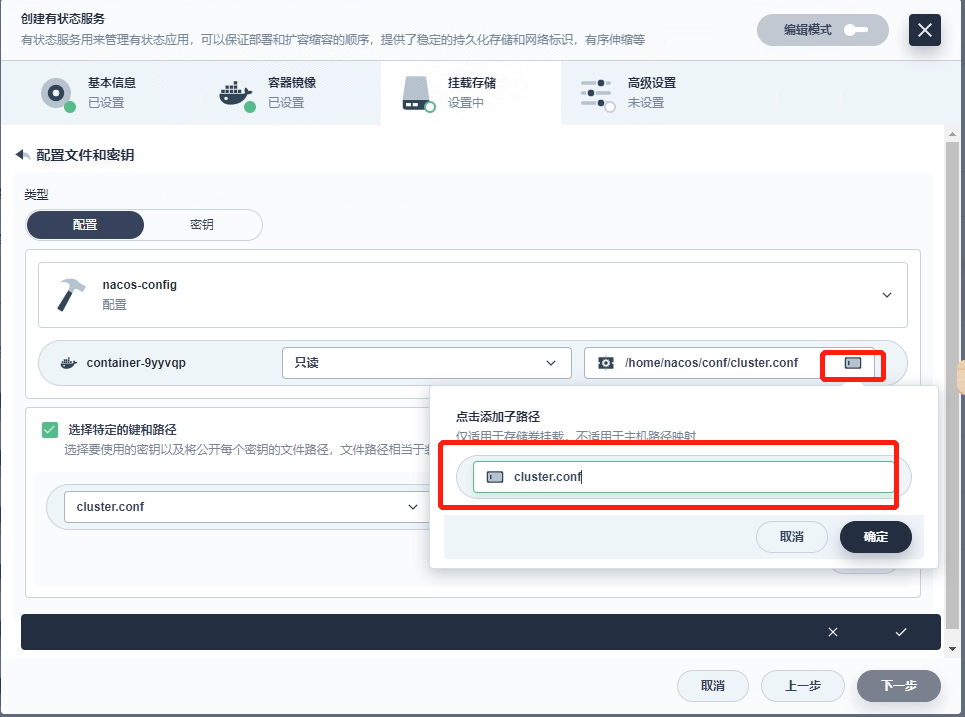 创建有状态服务
有状态服务用来管理有状态应用，可以保证部署和扩容缩容的顺序，提供了稳定的持久化存储和网络标识，有序伸缩等
编辑模式
基本信息
已设置
容器镜像
已设置
挂载存储
设置中
高级设置
未设置
配置文件和密钥
类型
配置
密钥
nacos-config
配置
container-9yyvqp
只读
/home/nacos/conf/cluster.conf
点击添加子路径
仅适用于存储卷挂载，不适用于主机路径映射
cluster.conf
取消
确定
选择特定的键和路径
选择要使用的密钥以及将公开每个密钥的文件路径，文件路径相当于
cluster.conf
取消
上一步
下一步